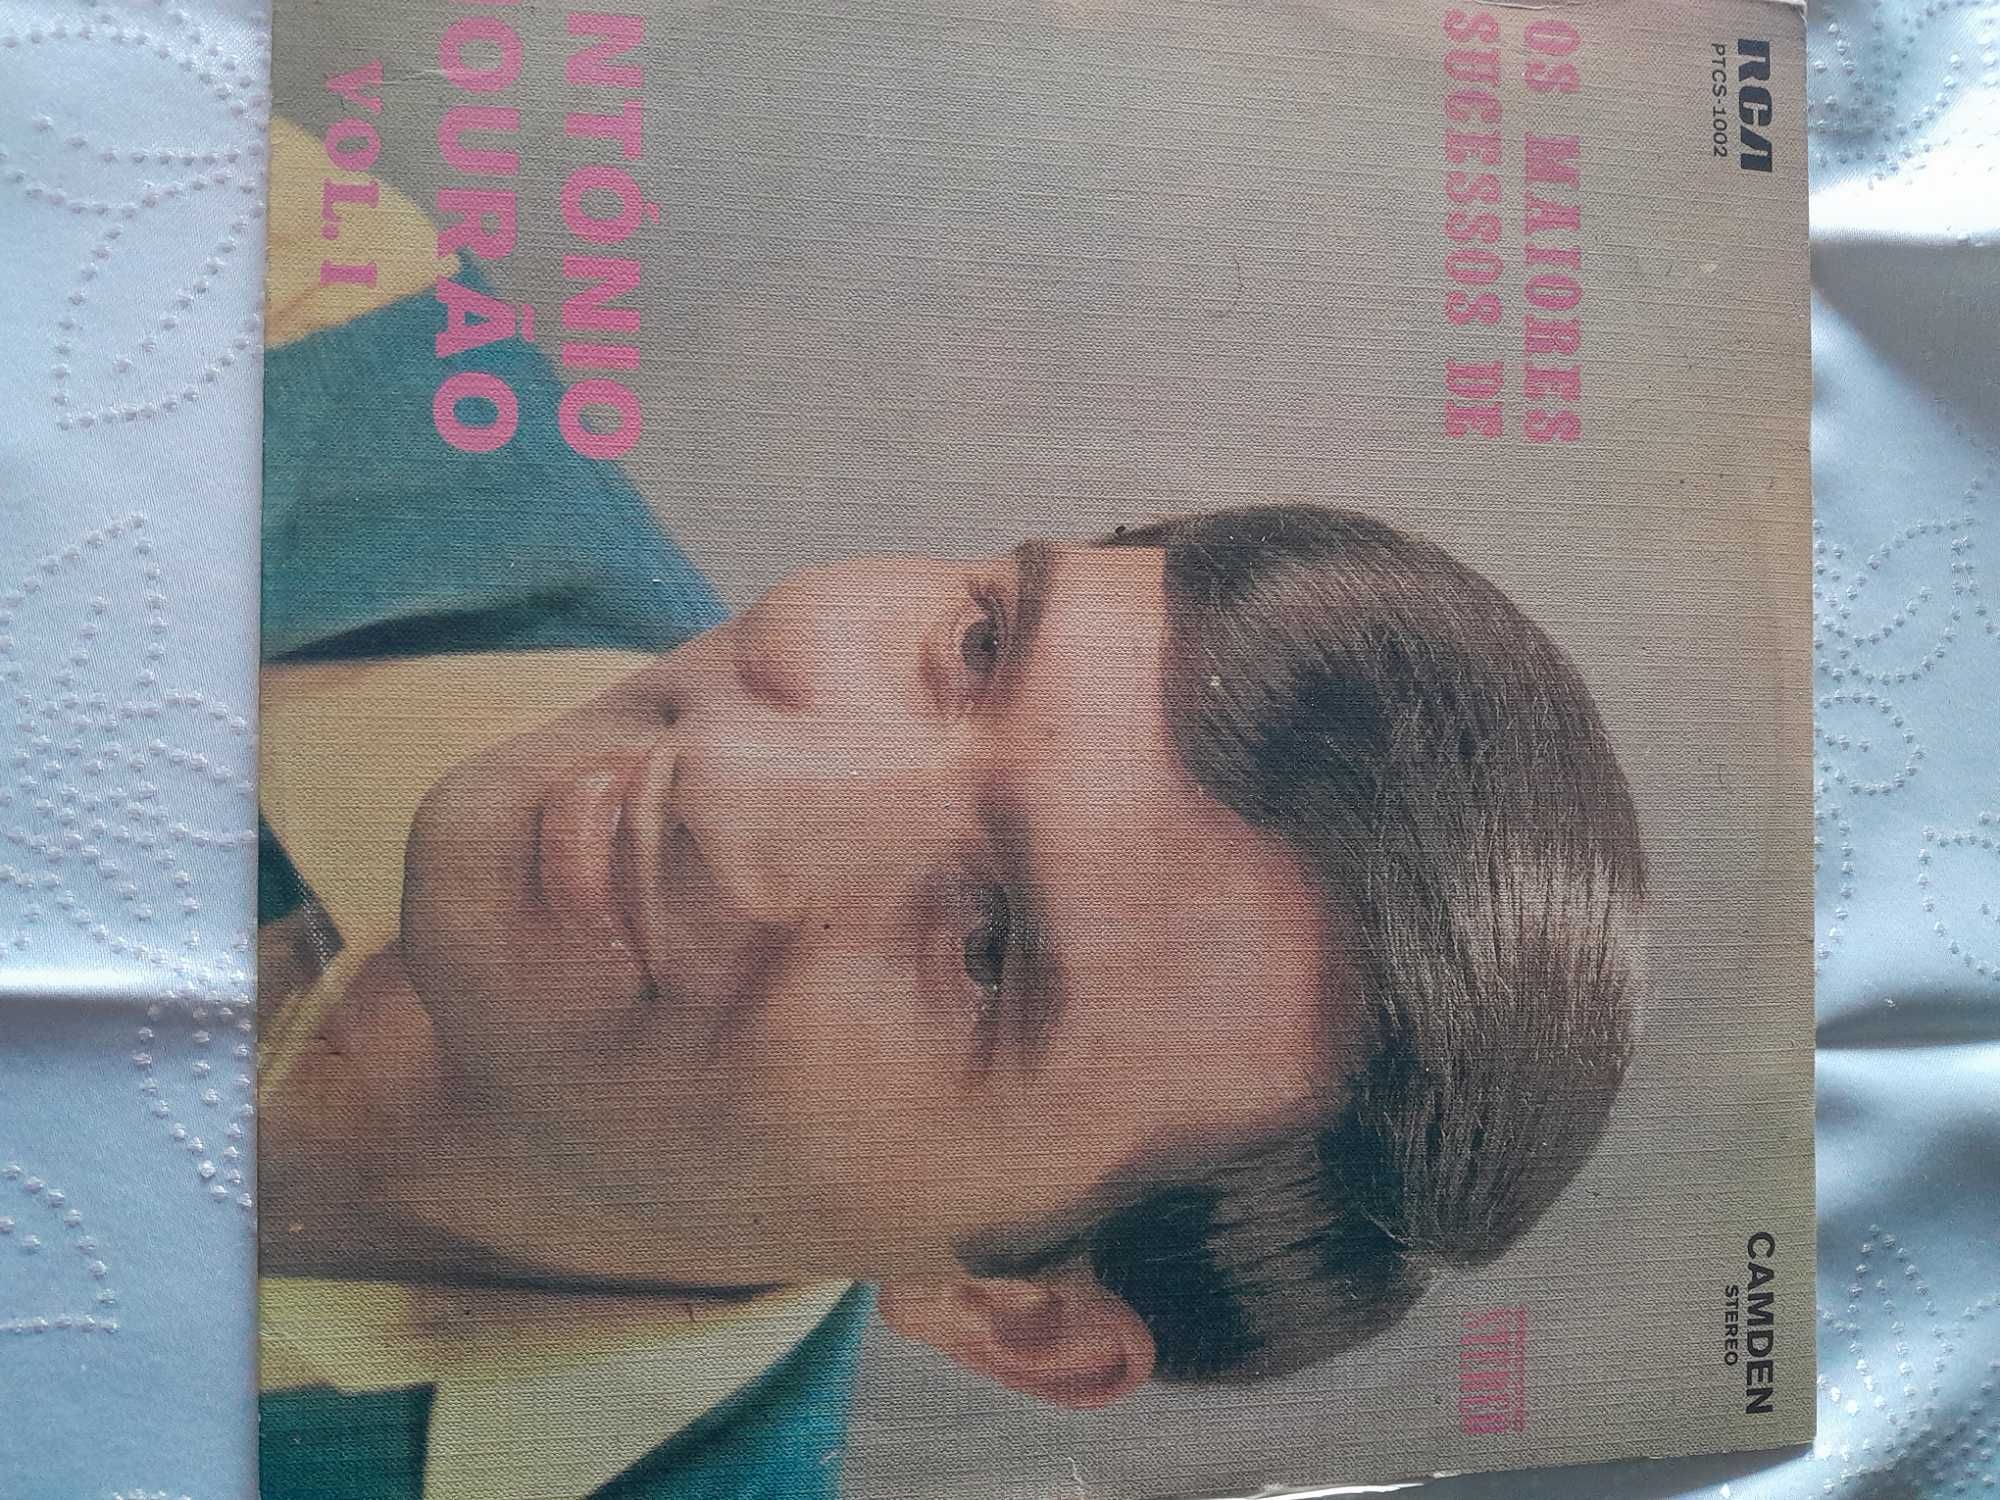 RCA
PTCS-1002
CAMDEN
STEREO
OS MAIORES
SUCESSOS DE
STEREO
NTÓNIO
OURÃO
VOL. I